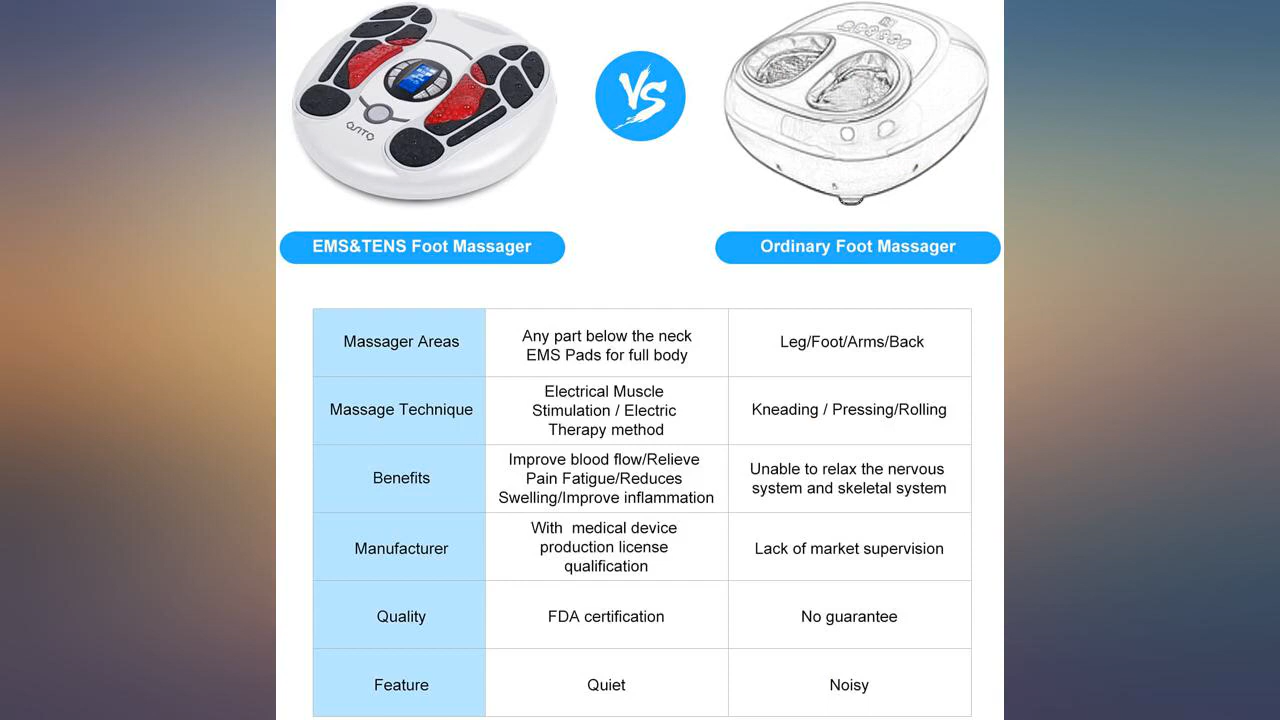 VS
OSITO
EMS&TENS Foot Massager
Ordinary Foot Massager
Massager Areas
Any part below the neck
EMS Pads for full body
Leg/Foot/Arms/Back
Massage Technique
Electrical Muscle
Stimulation / Electric
Therapy method
Kneading / Pressing/Rolling
Benefits
Improve blood flow/Relieve
Pain Fatigue/Reduces
Swelling/Improve inflammation
Unable to relax the nervous
system and skeletal system
Manufacturer
With medical device
production license
qualification
Lack of market supervision
Quality
FDA certification
No guarantee
Feature
Quiet
Noisy